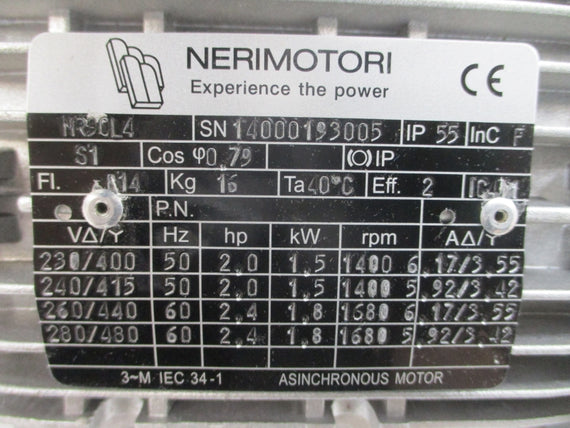 NERIMOTORI
Experience the power
CE
SN 14000193005 IP 55 InC F
S1 Cos φ0.79 IP
Fl. Kg 16 Ta 40°C Eff. 2
P.N.
VΔ/Y Hz hp kW rpm AΔ/Y
230/400 50 2.0 1.5 1400 6.17/3.55
240/415 50 2.0 1.5 1400 5.92/3.42
260/440 60 2.4 1.8 1680 6.17/3.55
280/480 60 2.4 1.8 1680 5.92/3.42
3~M IEC 34-1 ASINCHRONOUS MOTOR